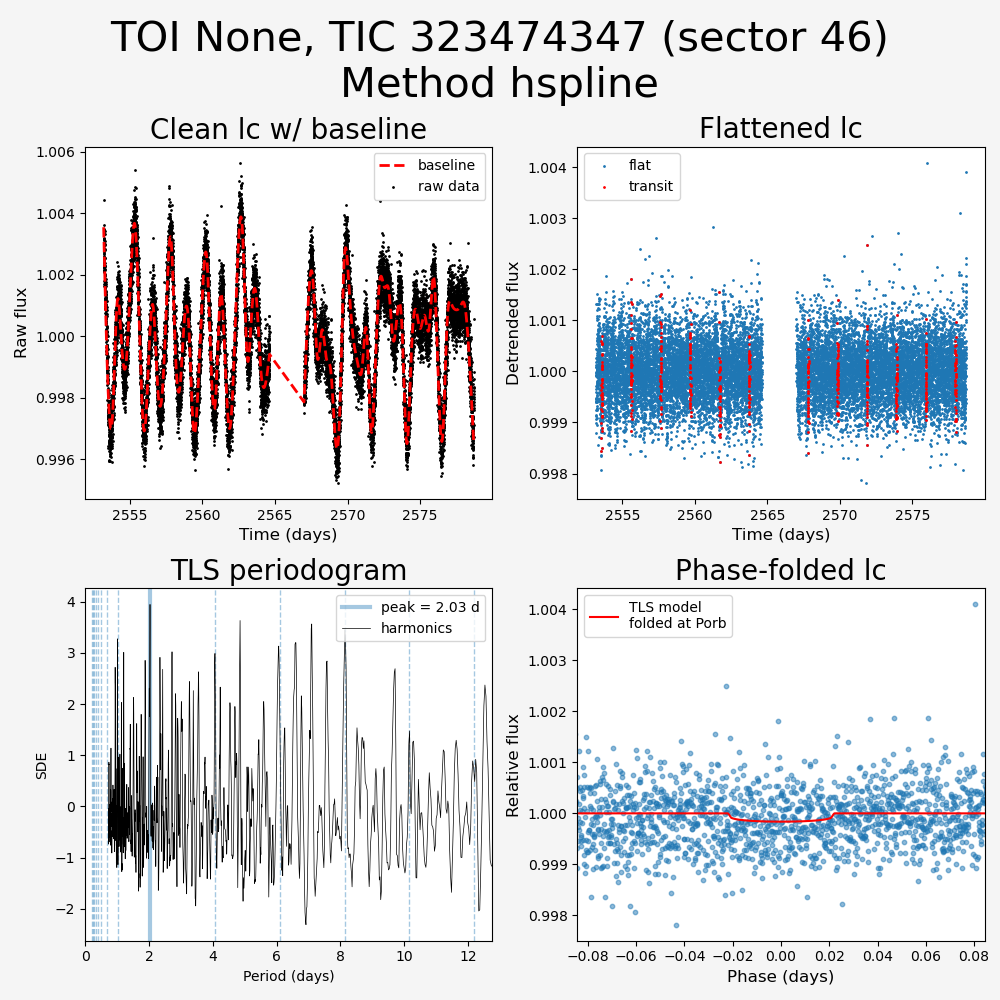 TOI None, TIC 323474347 (sector 46)
Method hspline
Clean lc w/ baseline
Flattened lc
1.006
1.004
1.002
1.000
0.998
0.996
Raw flux
baseline
raw data
2555
2560
2565
2570
2575
Time (days)
1.004
1.003
1.002
1.001
1.000
0.999
0.998
Detrended flux
flat
transit
2555
2560
2565
2570
2575
Time (days)
TLS periodogram
Phase-folded lc
4
3
2
1
0
−1
−2
SDE
peak = 2.03 d
harmonics
0
2
4
6
8
10
12
Period (days)
1.004
1.003
1.002
1.001
1.000
0.999
0.998
Relative flux
TLS model
folded at Porb
−0.08
−0.06
−0.04
−0.02
0.00
0.02
0.04
0.06
0.08
Phase (days)